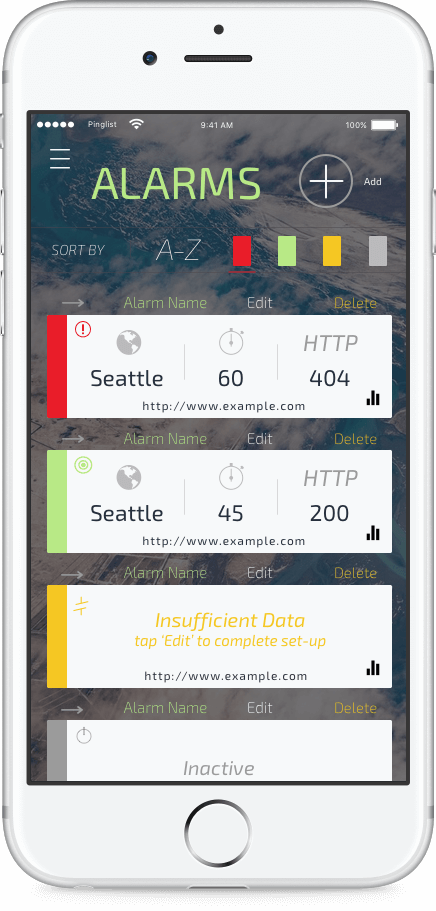 Pinglist 9:41 AM 100%
ALARMS
Add
SORT BY A-Z
Alarm Name Edit Delete
HTTP
Seattle 60 404
http://www.example.com
Alarm Name Edit Delete
HTTP
Seattle 45 200
http://www.example.com
Alarm Name Edit Delete
Insufficient Data
tap ‘Edit’ to complete set-up
http://www.example.com
Alarm Name Edit Delete
Inactive